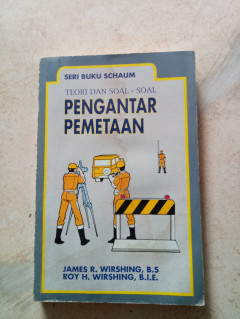 SERI BUKU SCHAUM
TEORI DAN SOAL - SOAL
PENGANTAR
PEMETAAN
JAMES R. WIRSHING, B.S
ROY H. WIRSHING, B.I.E.